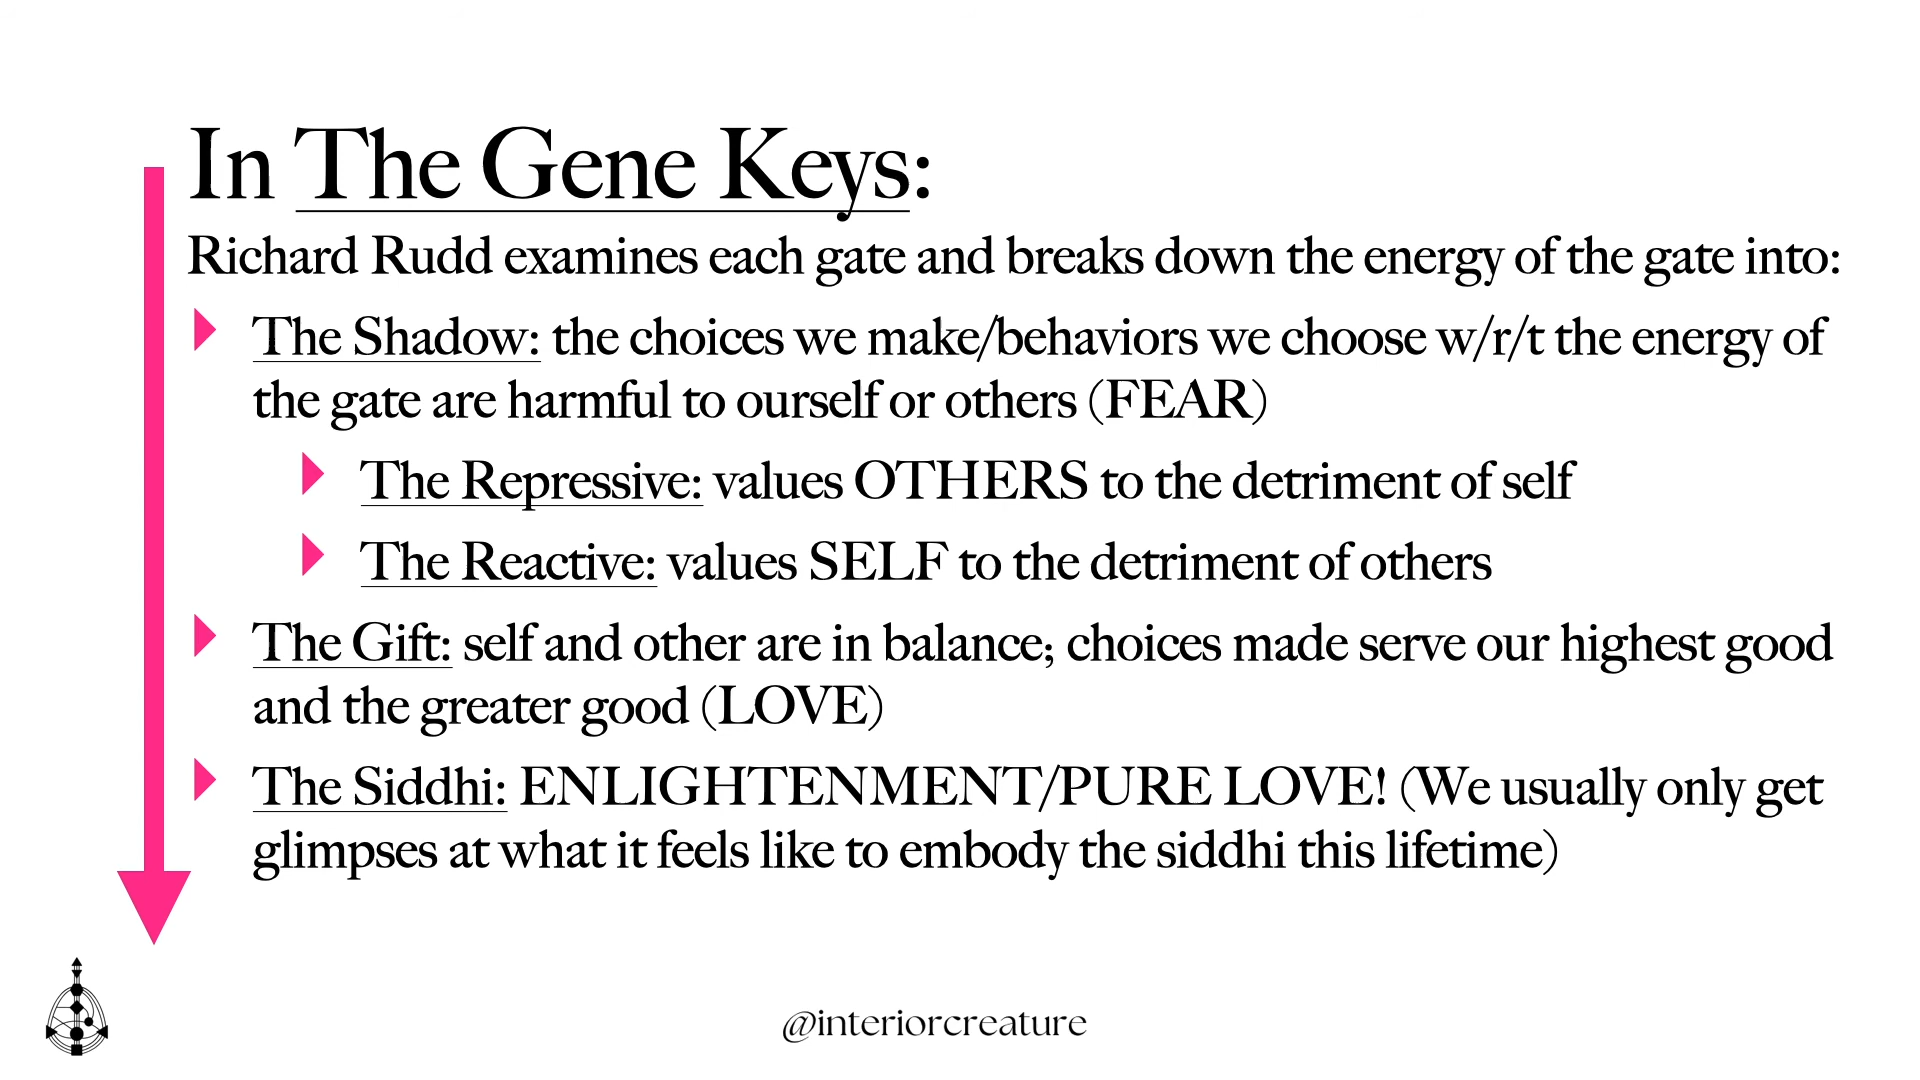 In The Gene Keys:
Richard Rudd examines each gate and breaks down the energy of the gate into:
The Shadow: the choices we make/behaviors we choose w/r/t the energy of
the gate are harmful to ourself or others (FEAR)
The Repressive: values OTHERS to the detriment of self
The Reactive: values SELF to the detriment of others
The Gift: self and other are in balance; choices made serve our highest good
and the greater good (LOVE)
The Siddhi: ENLIGHTENMENT/PURE LOVE! (We usually only get
glimpses at what it feels like to embody the siddhi this lifetime)
@interiorcreature